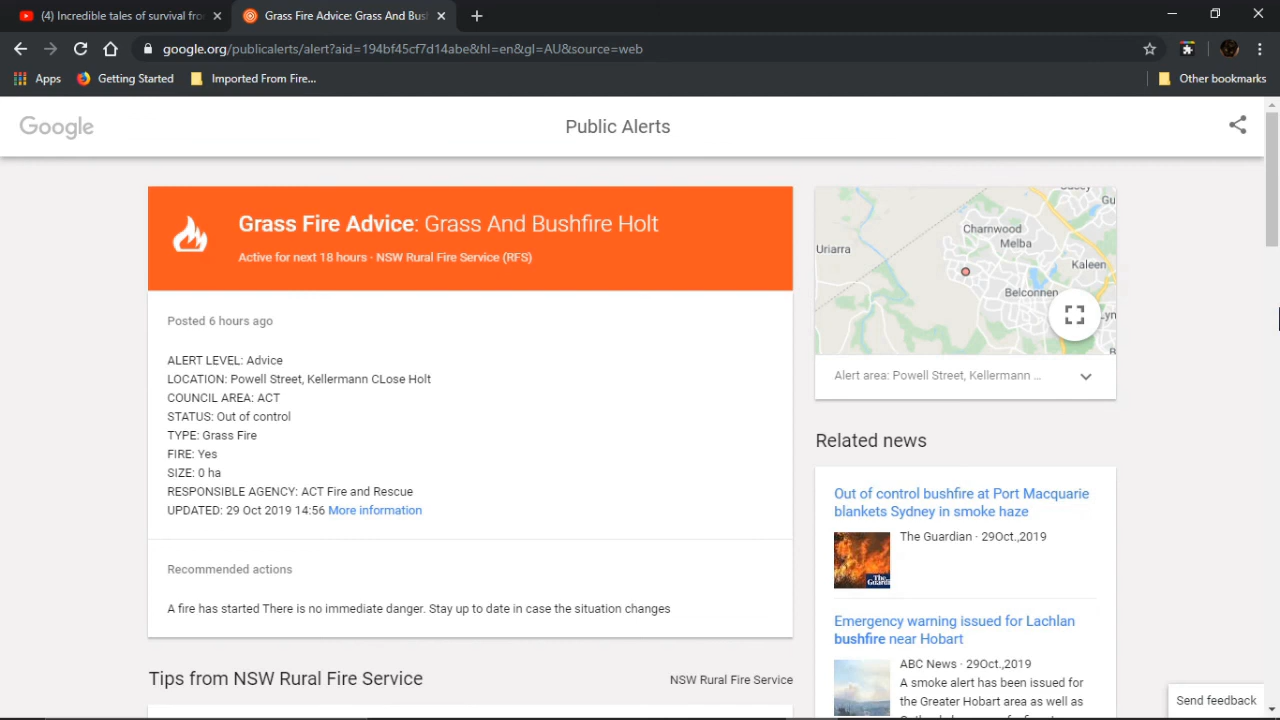 (4) Incredible tales of survival from
Grass Fire Advice: Grass And Bus
google.org/publicalerts/alert?aid=194bf45cf7d14abe&hl=en&gl=AU&source=web
Apps Getting Started Imported From Fire... Other bookmarks
Google Public Alerts
Grass Fire Advice: Grass And Bushfire Holt
Active for next 18 hours · NSW Rural Fire Service (RFS)
Posted 6 hours ago
ALERT LEVEL: Advice
LOCATION: Powell Street, Kellermann CLose Holt
COUNCIL AREA: ACT
STATUS: Out of control
TYPE: Grass Fire
FIRE: Yes
SIZE: 0 ha
RESPONSIBLE AGENCY: ACT Fire and Rescue
UPDATED: 29 Oct 2019 14:56 More information
Recommended actions
A fire has started There is no immediate danger. Stay up to date in case the situation changes
Tips from NSW Rural Fire Service
NSW Rural Fire Service
Gu
Charnwood
Uriarra
Melba
Kaleen
Belconnen
Lyn
Alert area: Powell Street, Kellermann ...
Related news
Out of control bushfire at Port Macquarie
blankets Sydney in smoke haze
The Guardian · 29Oct.,2019
Emergency warning issued for Lachlan
bushfire near Hobart
ABC News · 29Oct.,2019
A smoke alert has been issued for
the Greater Hobart area as well as
Send feedback